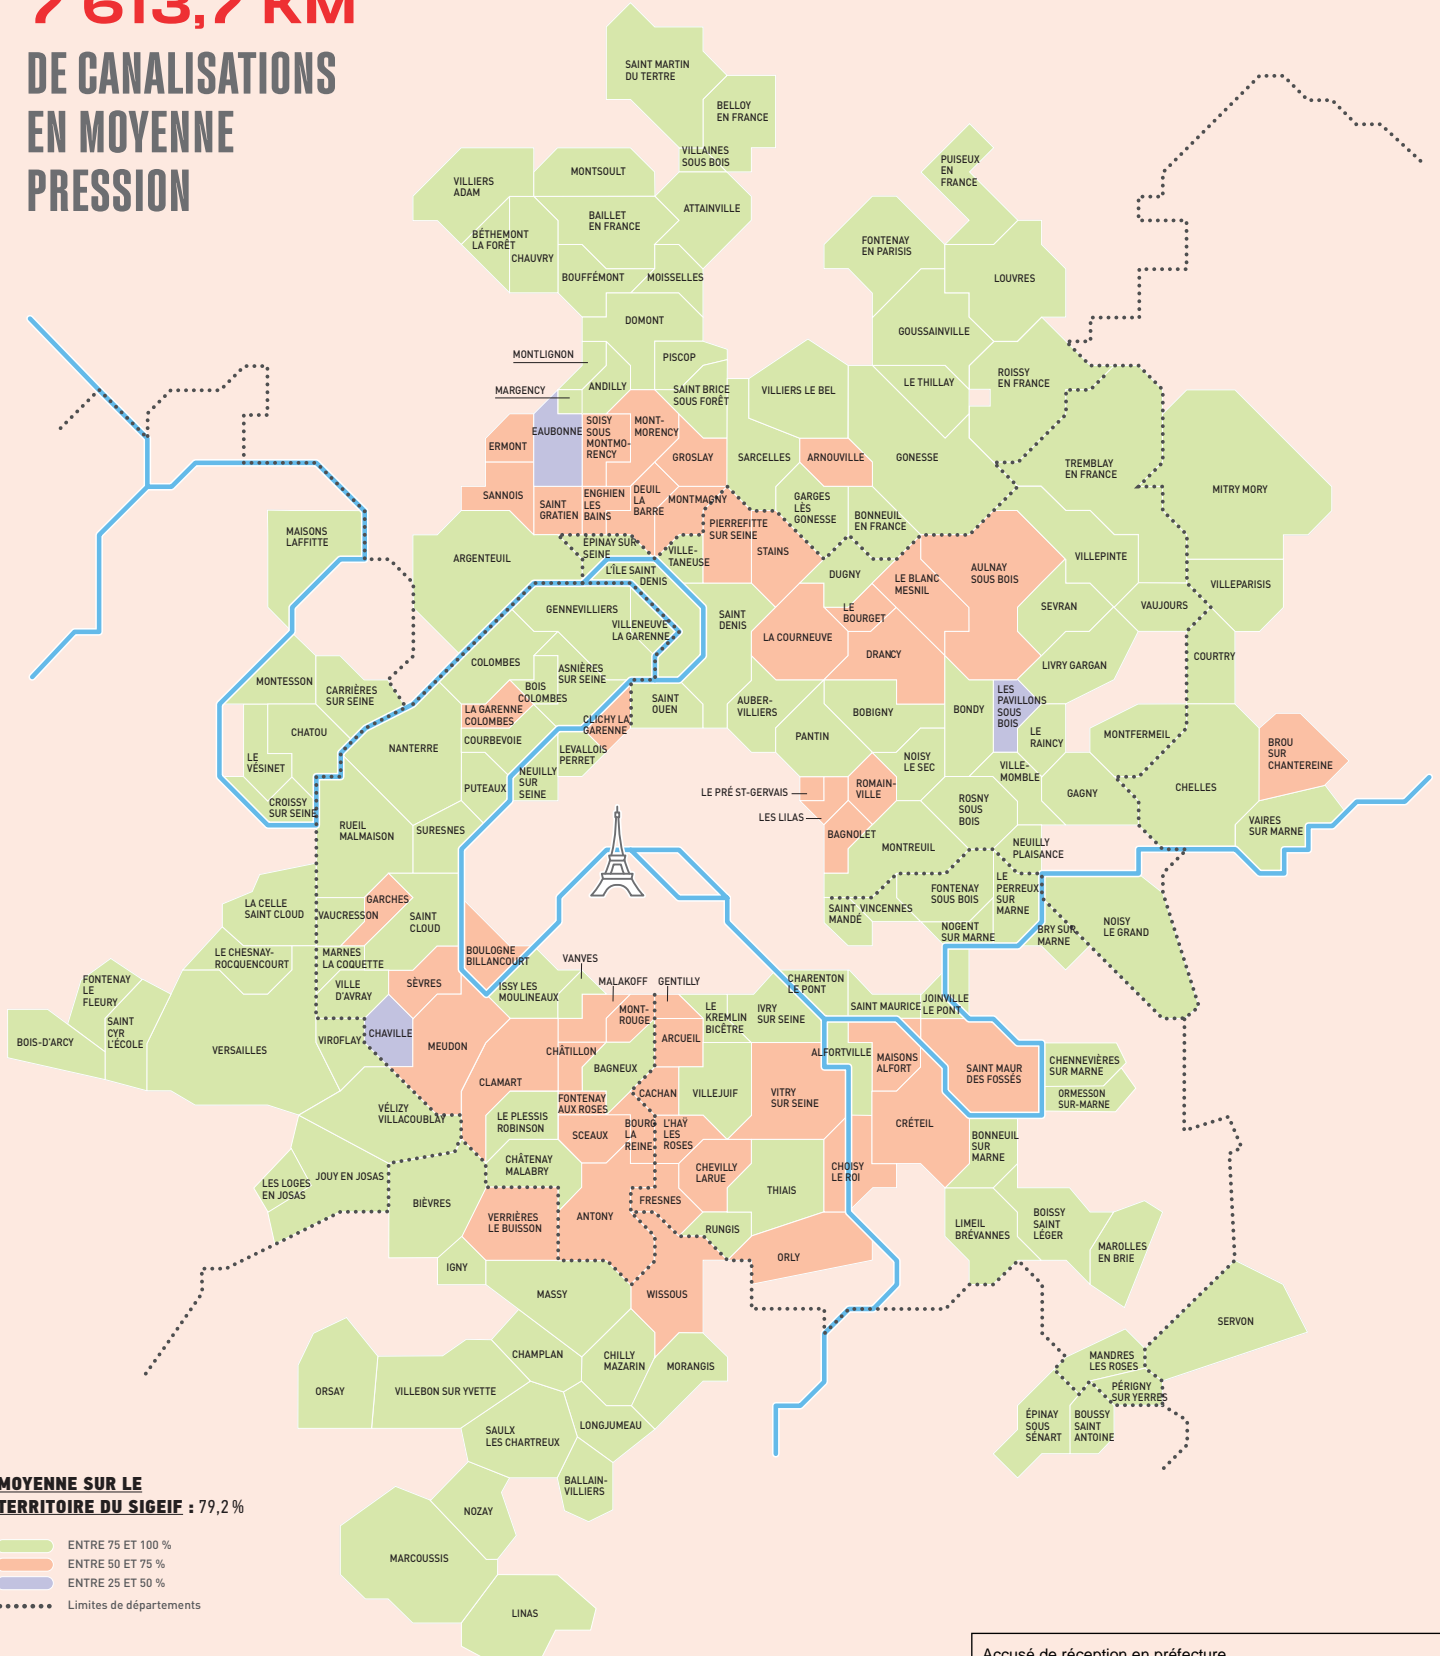 7 613,7 KM
DE CANALISATIONS
EN MOYENNE
PRESSION
SAINT MARTIN
DU TERTRE
BELLOY
EN FRANCE
VILLAINES
SOUS BOIS
PUISEUX
EN
FRANCE
VILLIERS
ADAM
MONTSOULT
ATTAINVILLE
BAILLET
EN FRANCE
BÉTHEMONT
LA FORÊT
CHAUVRY
BOUFFÉMONT
MOISSELLES
FONTENAY
EN PARISIS
LOUVRES
DOMONT
GOUSSAINVILLE
MONTLIGNON
PISCOP
MARGENCY
ANDILLY
SAINT BRICE
SOUS FORÊT
VILLIERS LE BEL
LE THILLAY
ROISSY
EN FRANCE
EAUBONNE
SOISY
SOUS
MONTMO-
RENCY
MONT-
MORENCY
ERMONT
GROSLAY
SARCELLES
ARNOUVILLE
GONESSE
TREMBLAY
EN FRANCE
MITRY MORY
SANNOIS
SAINT
GRATIEN
ENGHIEN
LES
BAINS
DEUIL
LA
BARRE
MONTMAGNY
GARGES
LÈS
GONESSE
BONNEUIL
EN FRANCE
PIERREFITTE
SUR SEINE
STAINS
MAISONS
LAFFITTE
ARGENTEUIL
ÉPINAY SUR
SEINE
VILLE-
TANEUSE
L'ÎLE SAINT
DENIS
DUGNY
LE BLANC
MESNIL
AULNAY
SOUS BOIS
VILLEPINTE
VILLEPARISIS
SEVRAN
VAUJOURS
GENNEVILLIERS
VILLENEUVE
LA GARENNE
SAINT
DENIS
LE
BOURGET
LA COURNEUVE
DRANCY
LIVRY GARGAN
COURTRY
COLOMBES
ASNIÈRES
SUR SEINE
BOIS
COLOMBES
MONTESSON
CARRIÈRES
SUR SEINE
LA GARENNE
COLOMBES
CLICHY LA
GARENNE
SAINT
OUEN
AUBER-
VILLIERS
BOBIGNY
BONDY
LES
PAVILLONS
SOUS
BOIS
CHATOU
NANTERRE
COURBEVOIE
LEVALLOIS
PERRET
PANTIN
NOISY
LE SEC
LE
RAINCY
MONTFERMEIL
BROU
SUR
CHANTEREINE
LE
VÉSINET
PUTEAUX
NEUILLY
SUR
SEINE
VILLE-
MOMBLE
GAGNY
CHELLES
LE PRÉ ST-GERVAIS
ROMAIN-
VILLE
CROISSY
SUR SEINE
LES LILAS
ROSNY
SOUS
BOIS
VAIRES
SUR MARNE
RUEIL
MALMAISON
SURESNES
BAGNOLET
MONTREUIL
NEUILLY
PLAISANCE
LA CELLE
SAINT CLOUD
VAUCRESSON
GARCHES
SAINT
CLOUD
SAINT
MANDÉ
VINCENNES
FONTENAY
SOUS BOIS
LE
PERREUX
SUR
MARNE
NOGENT
SUR MARNE
BRY SUR
MARNE
NOISY
LE GRAND
LE CHESNAY-
ROCQUENCOURT
MARNES
LA COQUETTE
BOULOGNE
BILLANCOURT
VANVES
FONTENAY
LE
FLEURY
VILLE
D'AVRAY
SÈVRES
ISSY LES
MOULINEAUX
MALAKOFF
GENTILLY
CHARENTON
LE PONT
SAINT MAURICE
JOINVILLE
LE PONT
MONT-
ROUGE
LE
KREMLIN
BICÊTRE
IVRY
SUR SEINE
SAINT
CYR
L'ÉCOLE
BOIS-D'ARCY
VERSAILLES
VIROFLAY
CHAVILLE
MEUDON
CHÂTILLON
ARCUEIL
ALFORTVILLE
MAISONS
ALFORT
SAINT MAUR
DES FOSSÉS
CHENNEVIÈRES
SUR MARNE
CLAMART
BAGNEUX
CACHAN
VILLEJUIF
VITRY
SUR SEINE
ORMESSON
SUR-MARNE
VÉLIZY
VILLACOUBLAY
LE PLESSIS
ROBINSON
FONTENAY
AUX ROSES
SCEAUX
BOURG
LA
REINE
L'HAŸ
LES
ROSES
CRÉTEIL
BONNEUIL
SUR
MARNE
CHÂTENAY
MALABRY
CHEVILLY
LARUE
CHOISY
LE ROI
JOUY EN JOSAS
LES LOGES
EN JOSAS
BIÈVRES
FRESNES
THIAIS
VERRIÈRES
LE BUISSON
ANTONY
RUNGIS
LIMEIL
BRÉVANNES
BOISSY
SAINT
LÉGER
MAROLLES
EN BRIE
ORLY
IGNY
MASSY
WISSOUS
SERVON
CHAMPLAN
CHILLY
MAZARIN
MORANGIS
MANDRES
LES ROSES
ORSAY
VILLEBON SUR YVETTE
PÉRIGNY
SUR YERRES
LONGJUMEAU
SAULX
LES CHARTREUX
ÉPINAY
SOUS
SÉNART
BOUSSY
SAINT
ANTOINE
BALLAIN-
VILLIERS
NOZAY
MARCOUSSIS
LINAS
MOYENNE SUR LE
TERRITOIRE DU SIGEIF : 79,2 %
ENTRE 75 ET 100 %
ENTRE 50 ET 75 %
ENTRE 25 ET 50 %
Limites de départements
Accusé de réception en préfecture